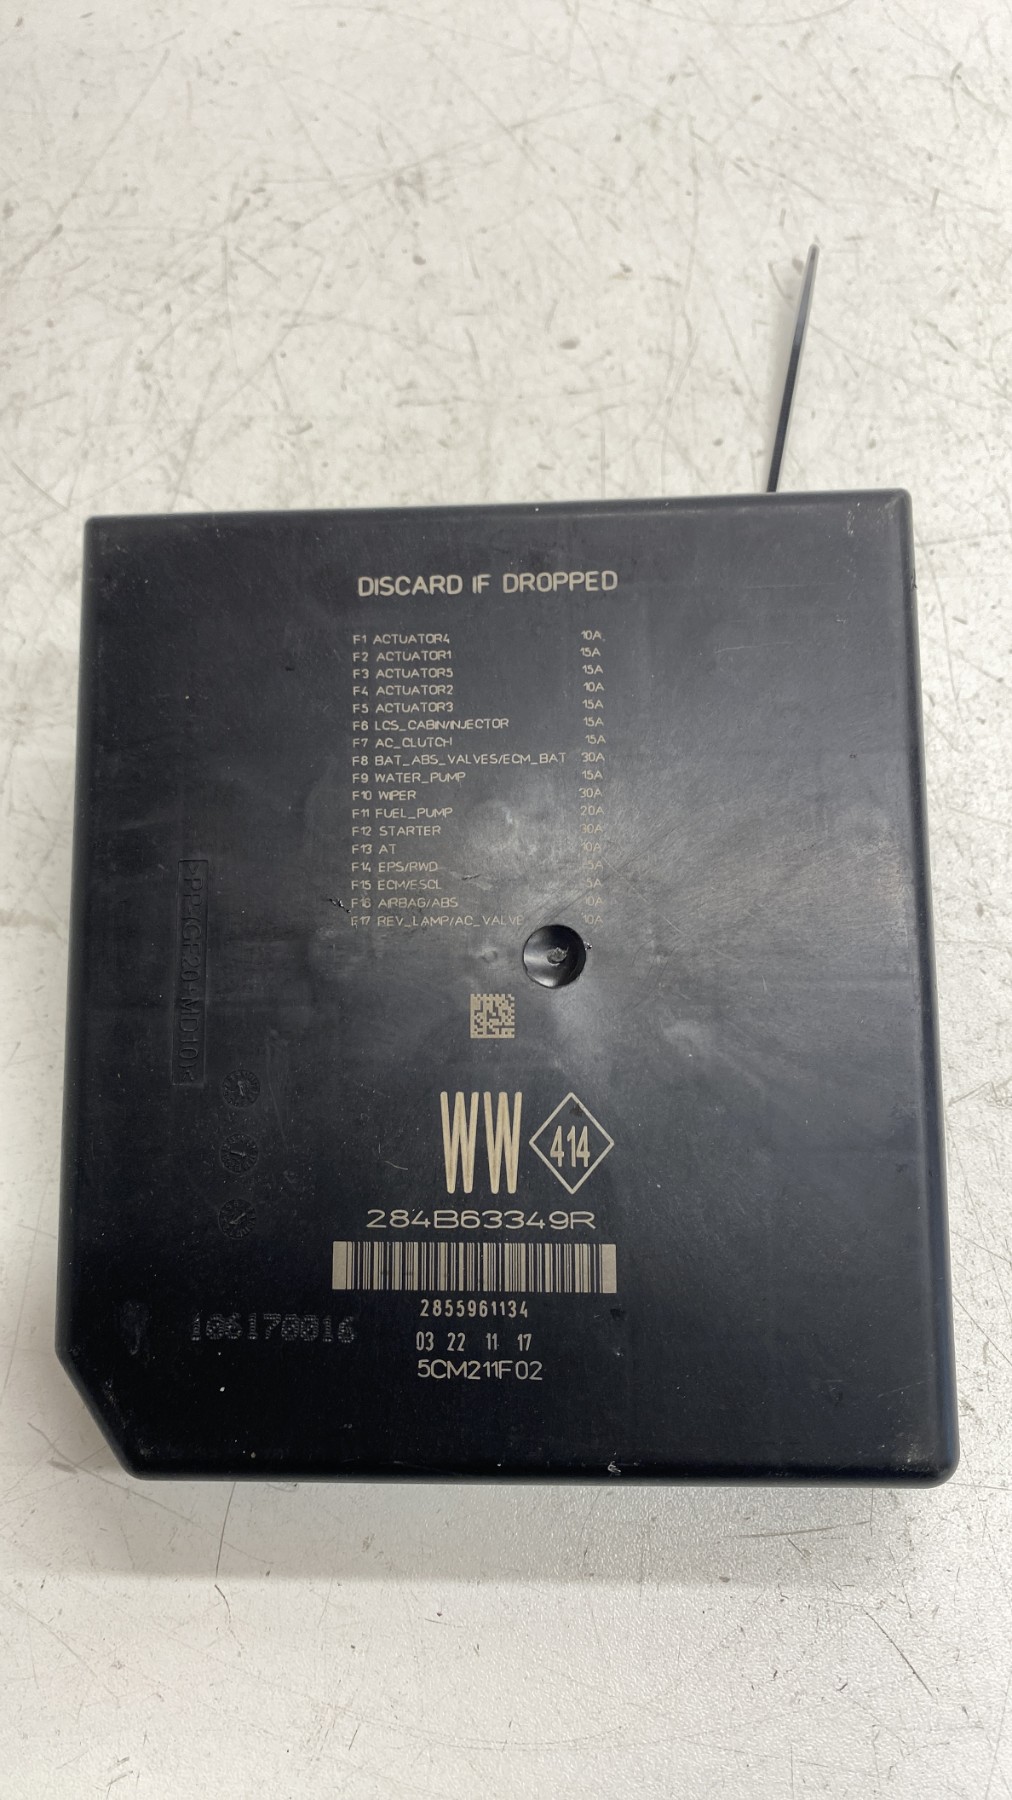 DISCARD IF DROPPED
F1 ACTUATOR4 10A
F2 ACTUATOR1 15A
F3 ACTUATOR5 15A
F4 ACTUATOR2 10A
F5 ACTUATOR3 15A
F6 LCS_CABIN/INJECTOR 15A
F7 AC_CLUTCH 15A
F8 BAT_ABS_VALVES/ECM_BAT 30A
F9 WATER_PUMP 15A
F10 WIPER 30A
F11 FUEL_PUMP 20A
F12 STARTER 30A
F13 AT
F14 EPS/RWD
F15 ECM/ESCL
F16 AIRBAG/ABS 10A
F17 REV_LAMP/AC_VALVE 10A
WW 414
284B63349R
2855961134
106170016
03 22 11 17
5CM211F02